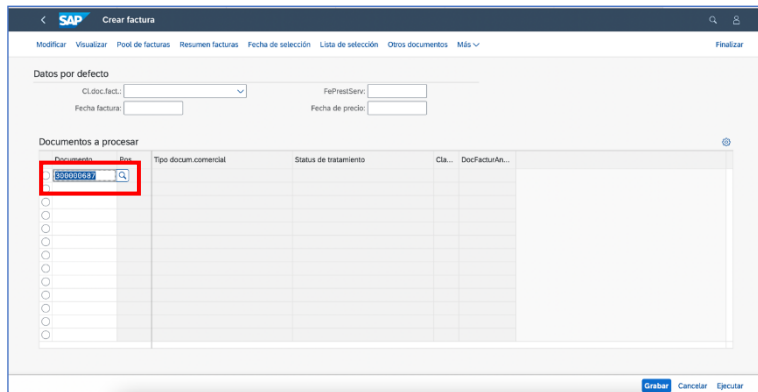 SAP Crear factura
Modificar Visualizar Pool de facturas Resumen facturas Fecha de selección Lista de selección Otros documentos Más Finalizar
Datos por defecto
Cl.doc.fact.: FePrestServ:
Fecha factura: Fecha de precio:
Documentos a procesar
Documento Pos Tipo docum.comercial Status de tratamiento Cla... DocFacturAn...
300000687
Grabar Cancelar Ejecutar